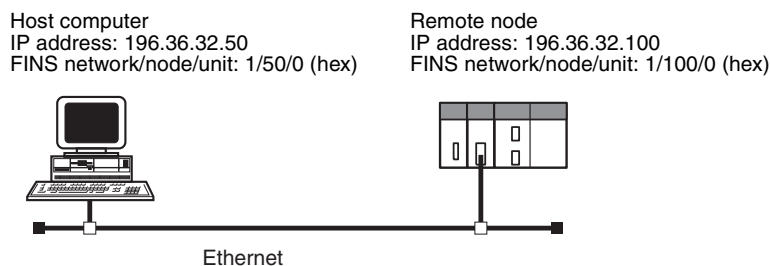 Host computer
IP address: 196.36.32.50
FINS network/node/unit: 1/50/0 (hex)
Remote node
IP address: 196.36.32.100
FINS network/node/unit: 1/100/0 (hex)
Ethernet